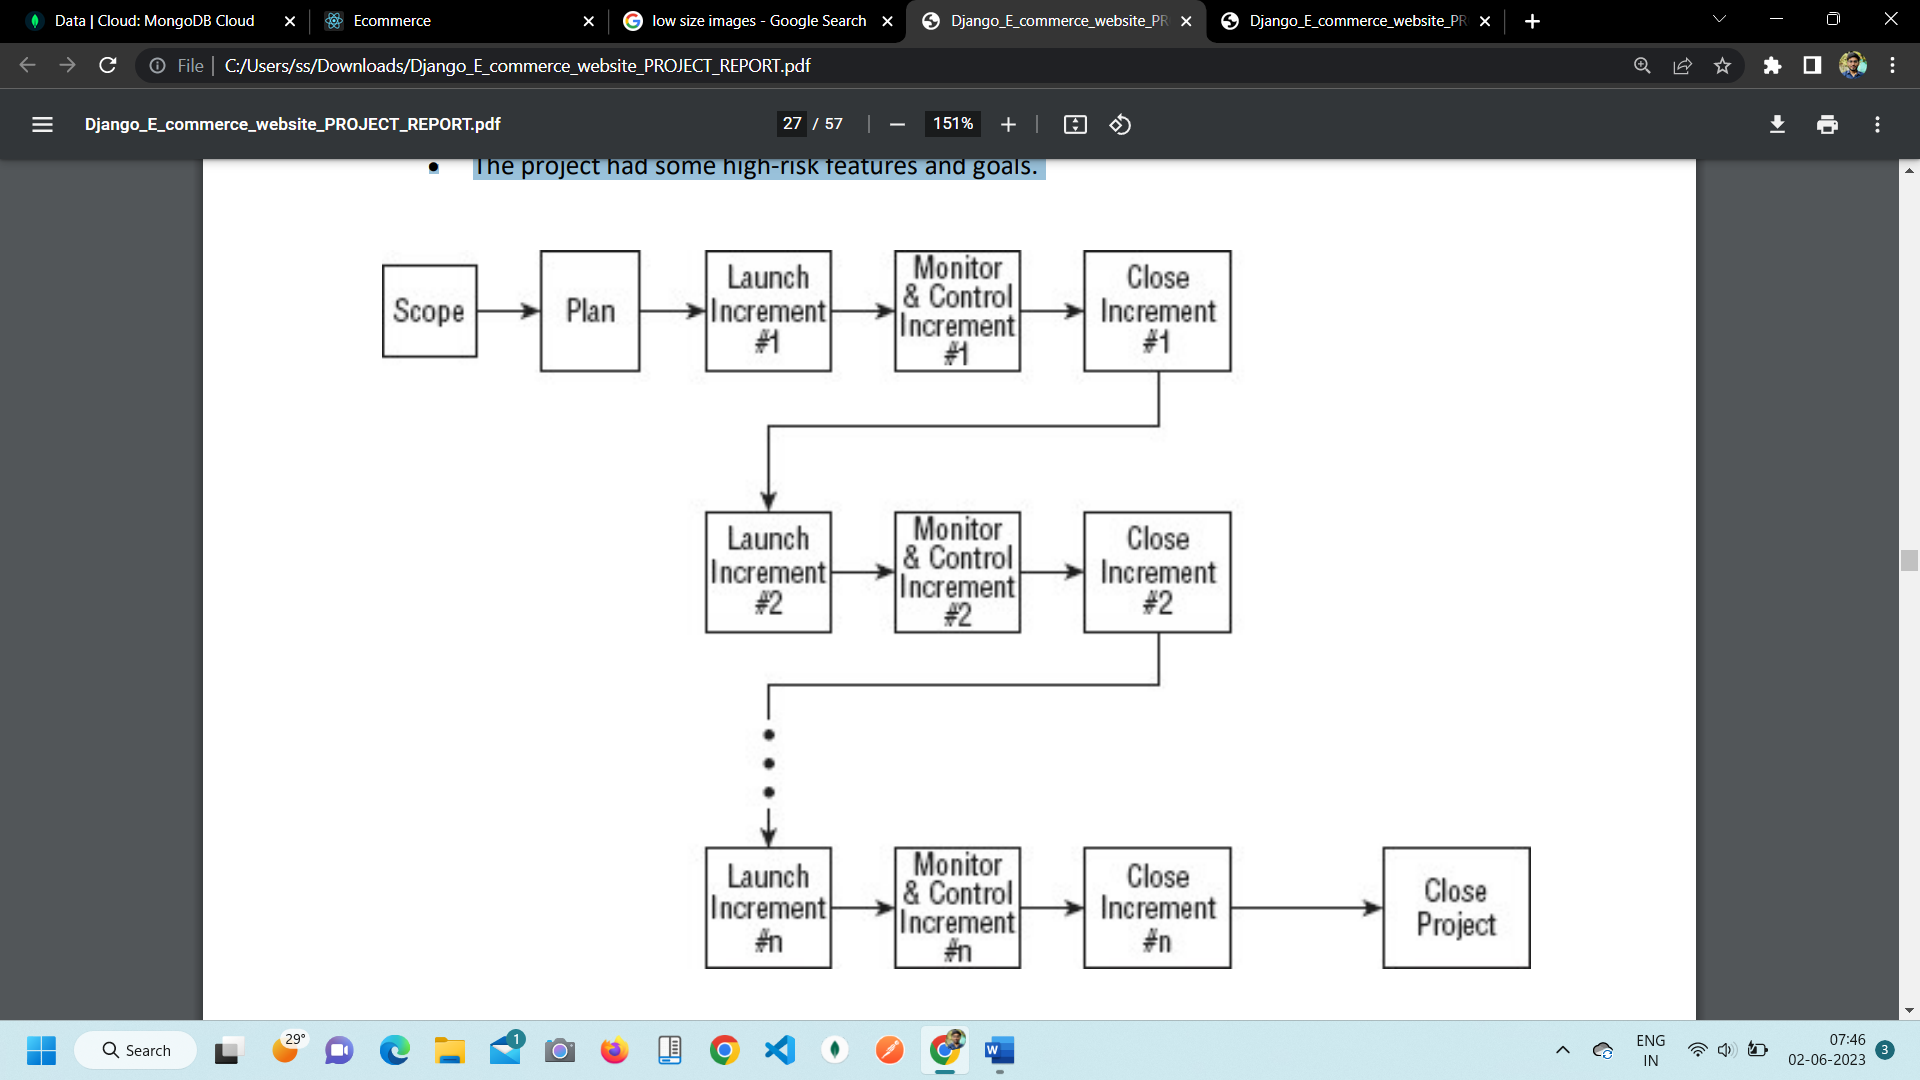 Data | Cloud: MongoDB Cloud
Ecommerce
low size images - Google Search
Django_E_commerce_website_PR
Django_E_commerce_website_PR
File
C:/Users/ss/Downloads/Django_E_commerce_website_PROJECT_REPORT.pdf
Django_E_commerce_website_PROJECT_REPORT.pdf
27 / 57
151%
The project had some high-risk features and goals.
Scope
Plan
Launch
Increment
#1
Monitor
& Control
Increment
#1
Close
Increment
#1
Launch
Increment
#2
Monitor
& Control
Increment
#2
Close
Increment
#2
Launch
Increment
#n
Monitor
& Control
Increment
#n
Close
Increment
#n
Close
Project
Search
29°
1
ENG
IN
07:46
02-06-2023
3